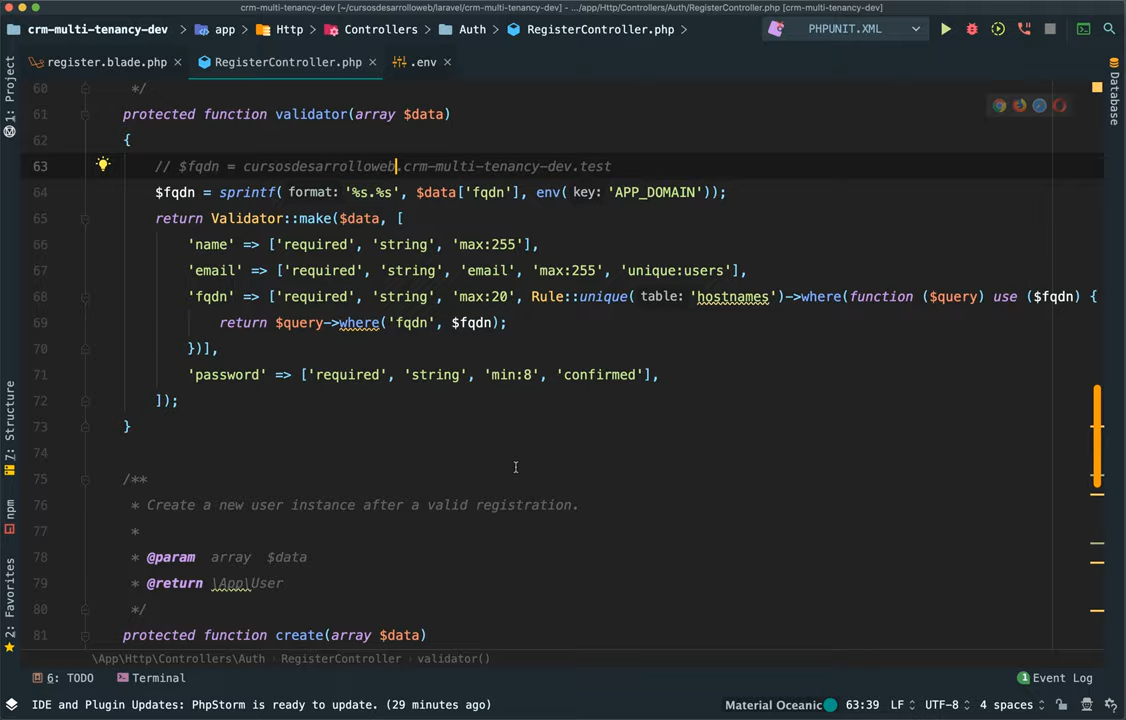 crm-multi-tenancy-dev [~/cursosdesarrolloweb/laravel/crm-multi-tenancy-dev] - .../app/Http/Controllers/Auth/RegisterController.php [crm-multi-tenancy-dev]
crm-multi-tenancy-dev app Http Controllers Auth RegisterController.php PHPUNIT.XML
register.blade.php RegisterController.php .env
1: Project
Database
7: Structure
npm
2: Favorites
60 */
61 protected function validator(array $data)
62 {
63 // $fqdn = cursosdesarrolloweb.crm-multi-tenancy-dev.test
64 $fqdn = sprintf( format: '%s.%s', $data['fqdn'], env( key: 'APP_DOMAIN'));
65 return Validator::make($data, [
66 'name' => ['required', 'string', 'max:255'],
67 'email' => ['required', 'string', 'email', 'max:255', 'unique:users'],
68 'fqdn' => ['required', 'string', 'max:20', Rule::unique( table: 'hostnames')->where(function ($query) use ($fqdn) {
69 return $query->where('fqdn', $fqdn);
70 })],
71 'password' => ['required', 'string', 'min:8', 'confirmed'],
72 ]);
73 }
74
75 /**
76 * Create a new user instance after a valid registration.
77 *
78 * @param array $data
79 * @return \App\User
80 */
81 protected function create(array $data)
\App\Http\Controllers\Auth RegisterController validator()
6: TODO Terminal 1 Event Log
IDE and Plugin Updates: PhpStorm is ready to update. (29 minutes ago) Material Oceanic 63:39 LF UTF-8 4 spaces